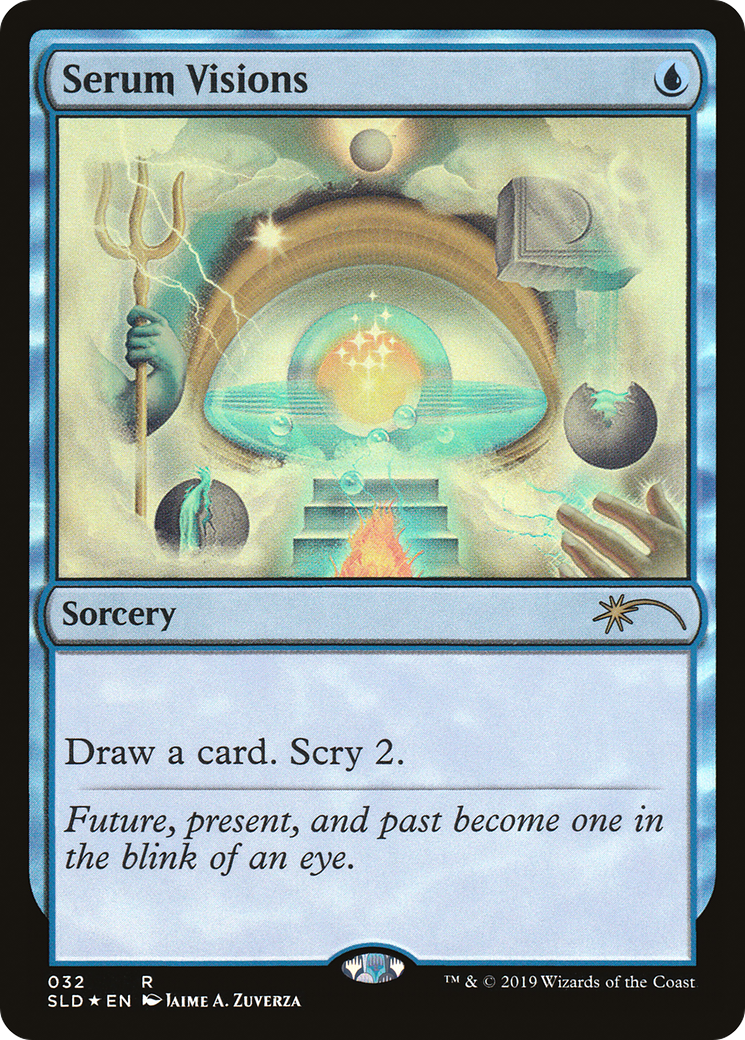 Serum Visions
Sorcery
Draw a card. Scry 2.
Future, present, and past become one in
the blink of an eye.
032 R
SLD ★ EN Jaime A. Zuverza
™ & © 2019 Wizards of the Coast